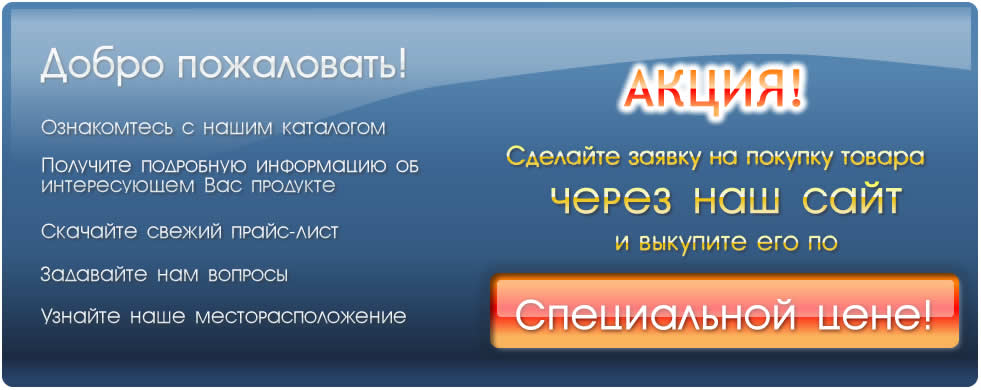 Добро пожаловать!
Ознакомтесь с нашим каталогом
Получите подробную информацию об
интересующем Вас продукте
Скачайте свежий прайс-лист
Задавайте нам вопросы
Узнайте наше месторасположение
АКЦИЯ!
Сделайте заявку на покупку товара
через наш сайт
и выкупите его по
Специальной цене!